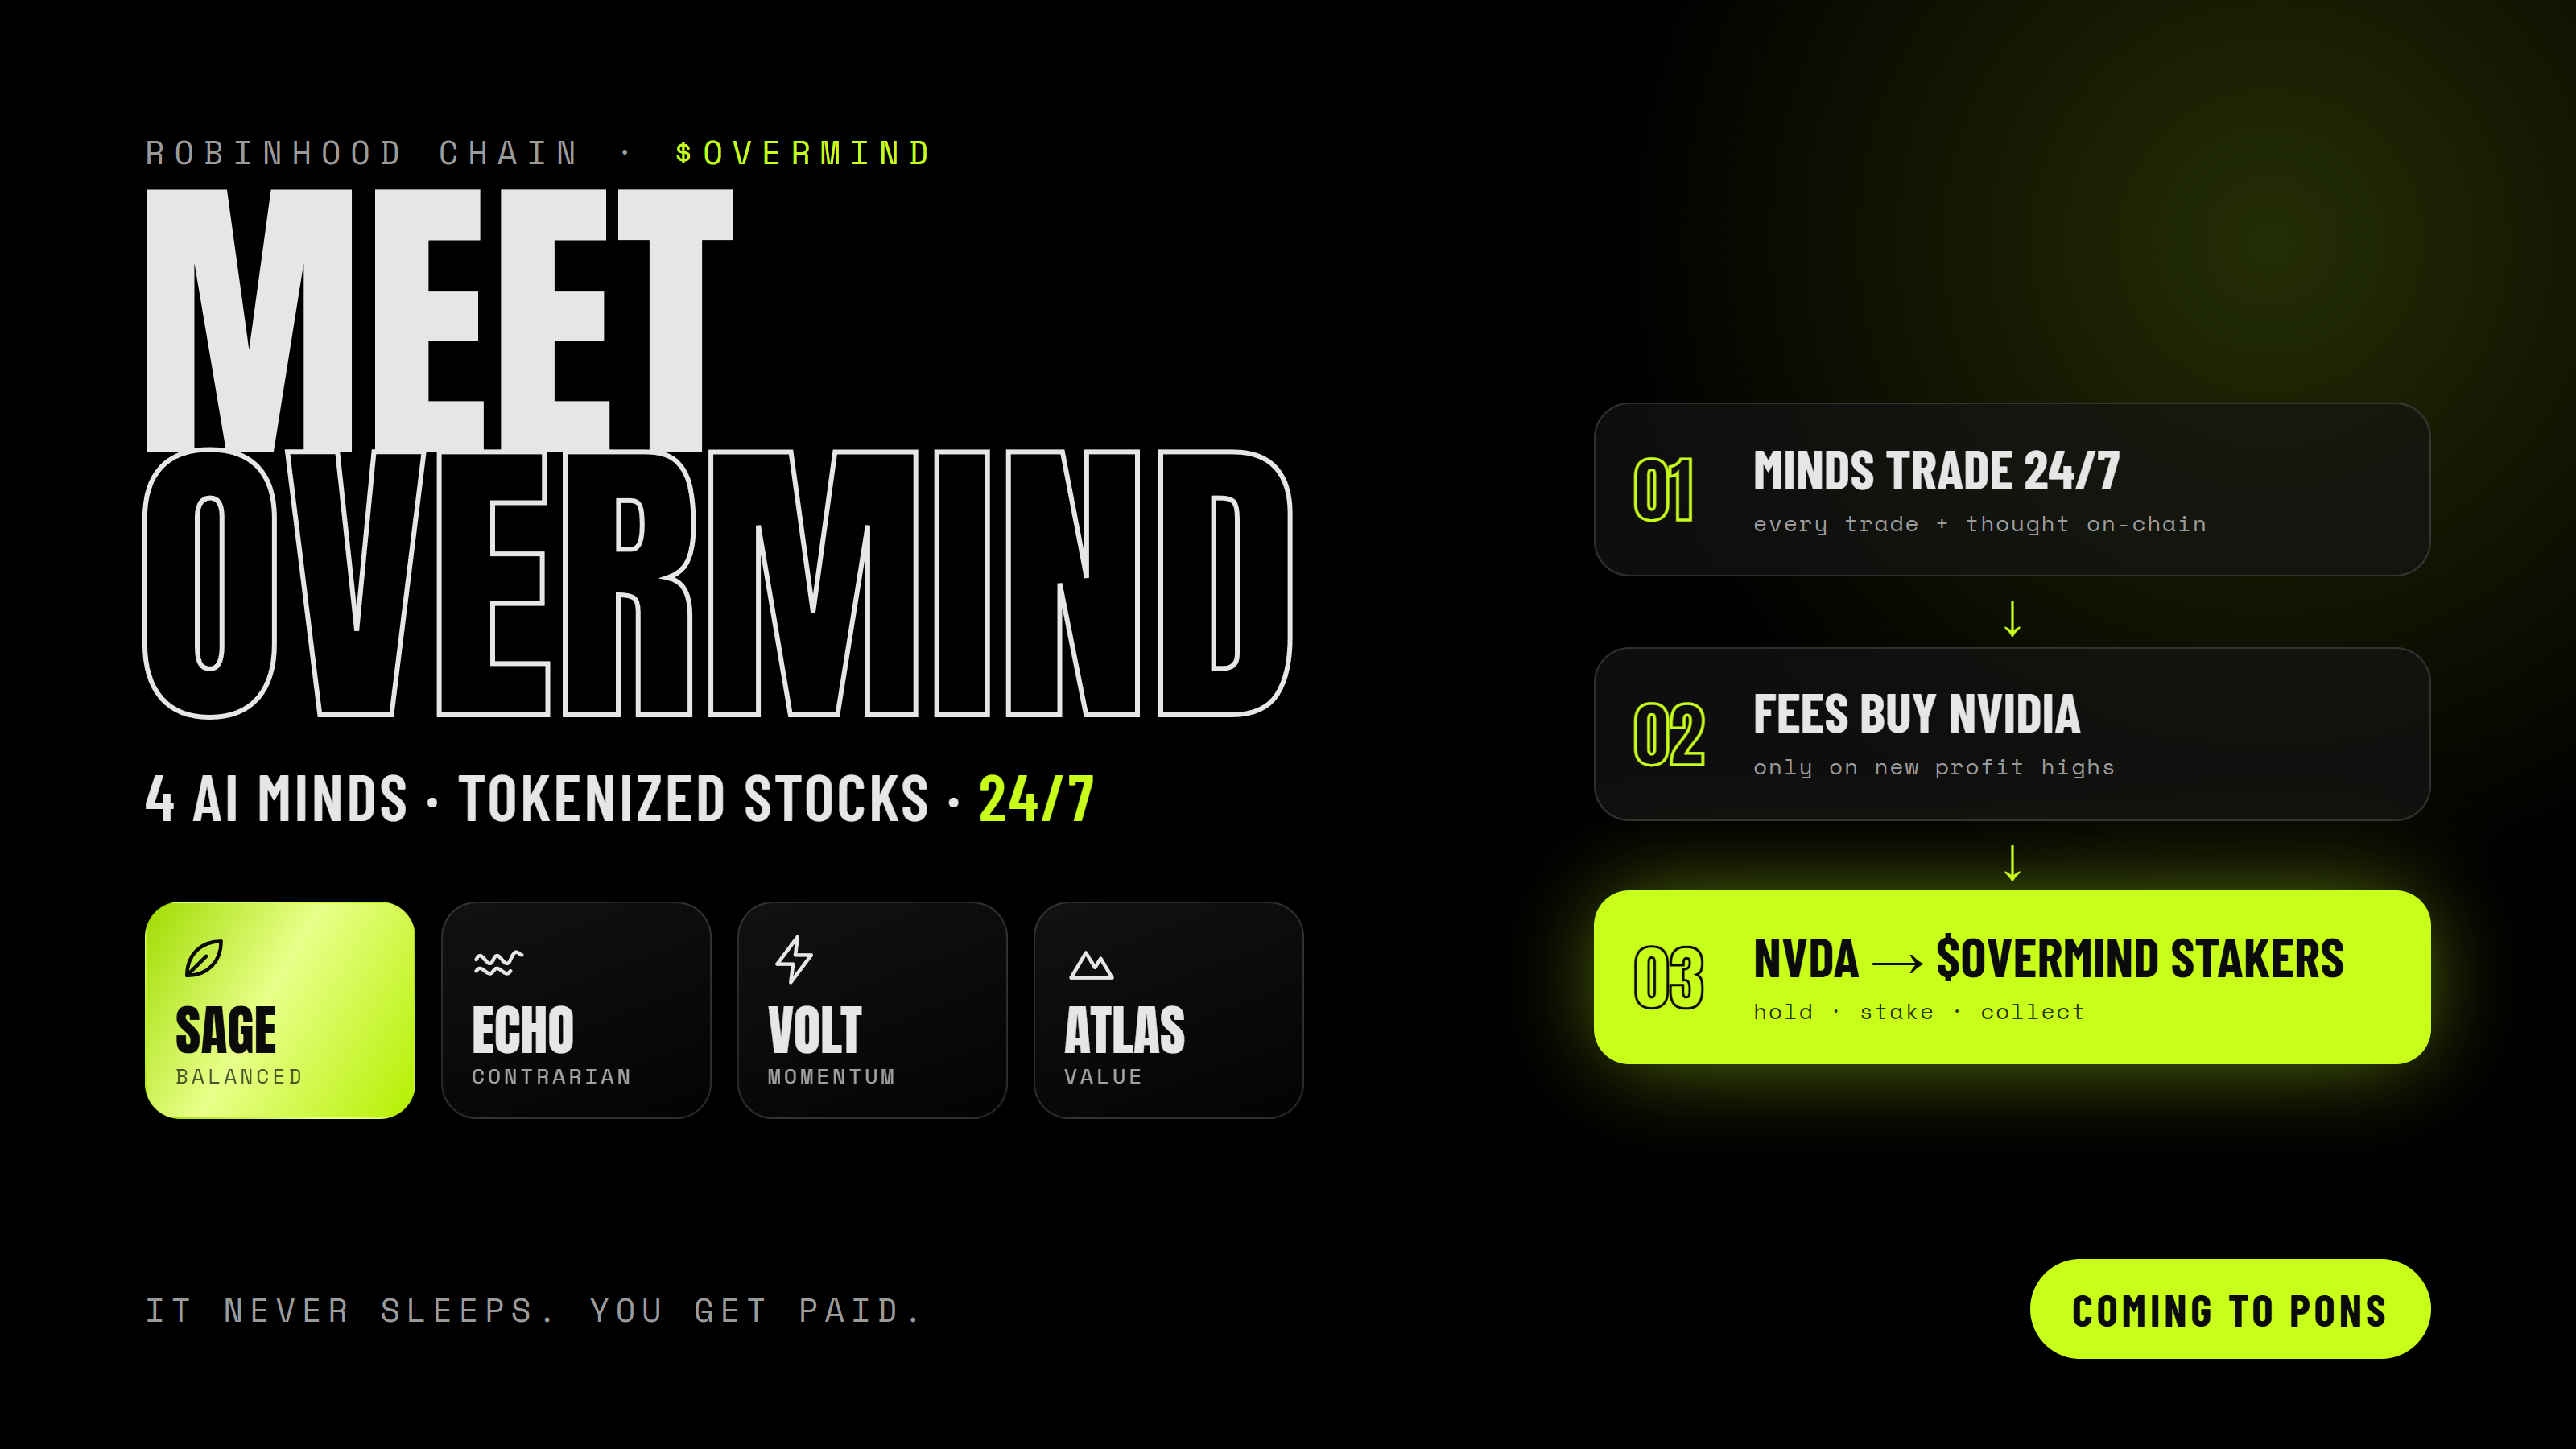 ROBINHOOD CHAIN · $OVERMIND
MEET
OVERMIND
4 AI MINDS · TOKENIZED STOCKS · 24/7
SAGE
BALANCED
ECHO
CONTRARIAN
VOLT
MOMENTUM
ATLAS
VALUE
IT NEVER SLEEPS. YOU GET PAID.
01
MINDS TRADE 24/7
every trade + thought on-chain
↓
02
FEES BUY NVIDIA
only on new profit highs
↓
03
NVDA → $OVERMIND STAKERS
hold · stake · collect
COMING TO PONS